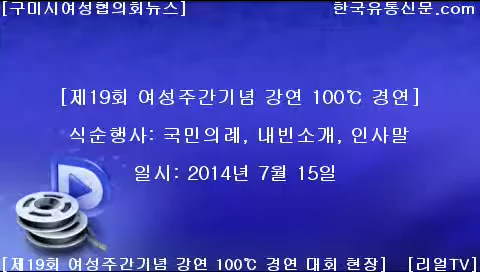 [구미시여성협의회뉴스] 한국유통신문.com
[제19회 여성주간기념 강연 100℃ 경연]
식순행사: 국민의례, 내빈소개, 인사말
일시: 2014년 7월 15일
[제19회 여성주간기념 강연 100℃ 경연 대회 현장] [리얼TV]